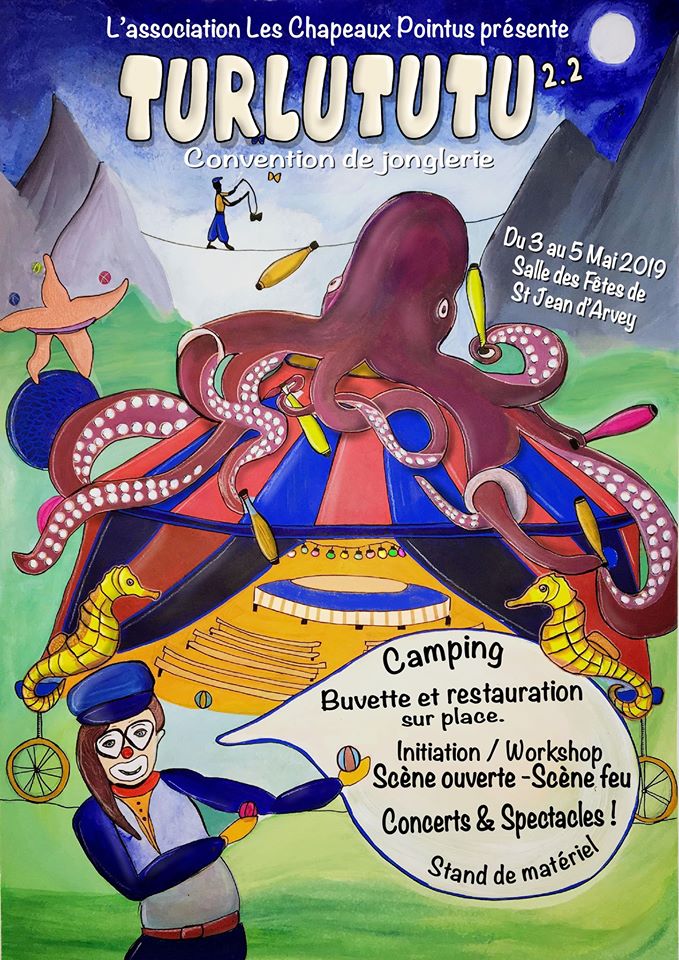 L'association Les Chapeaux Pointus présente
TURLUTUTU 2.2
Convention de jonglerie
Du 3 au 5 Mai 2019
Salle des Fêtes de
St Jean d'Arvey
Camping
Buvette et restauration
sur place.
Initiation / Workshop
Scène ouverte - Scène feu
Concerts & Spectacles !
Stand de matériel